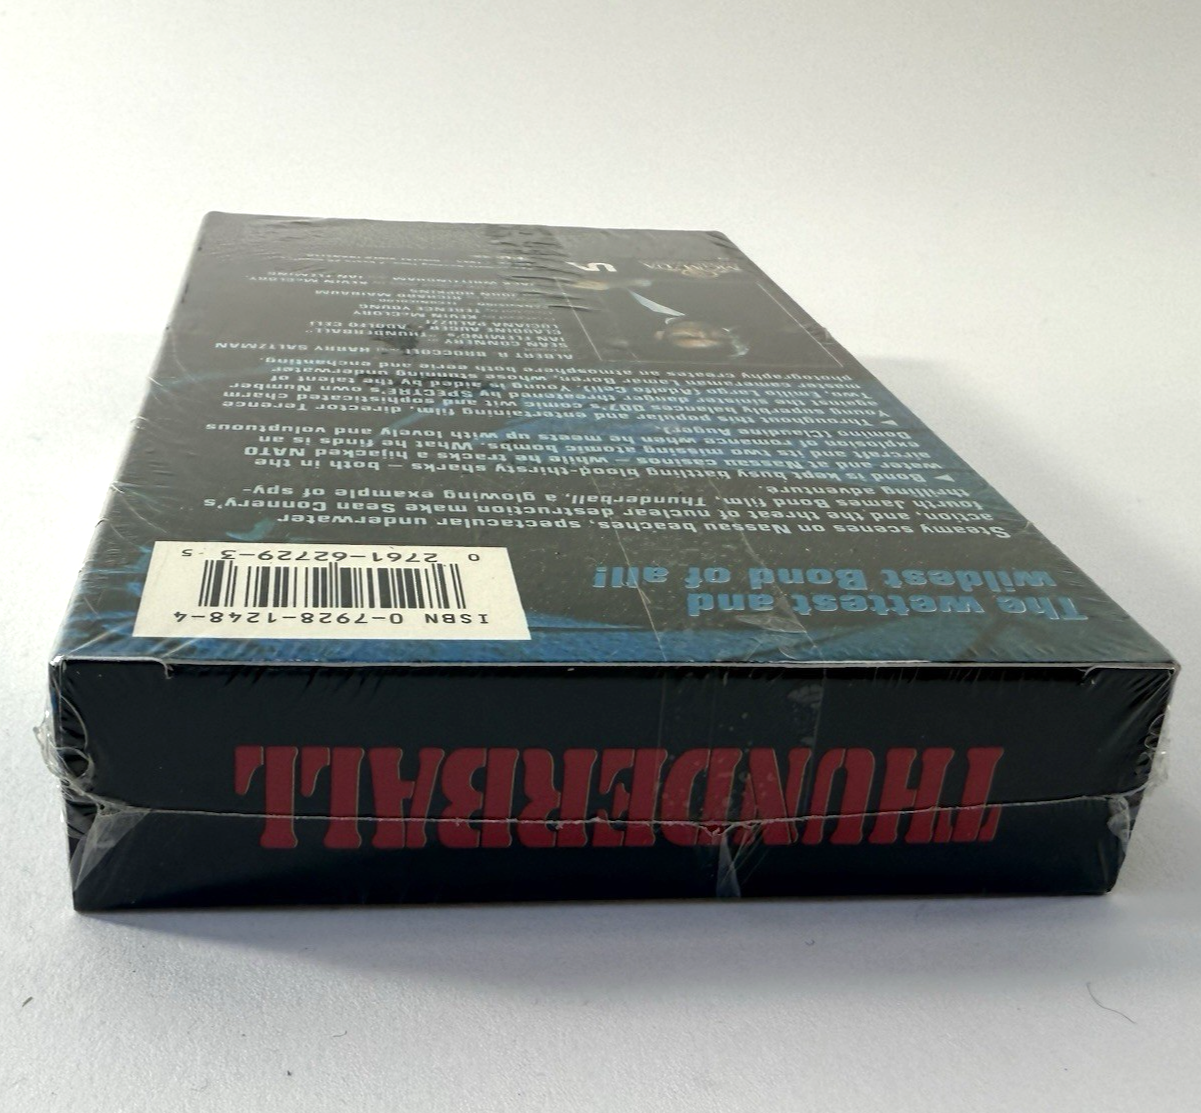 THUNDERBALL
ISBN 0-7928-1248-4
0 2761-62729-3 5
The wettest and
wildest Bond of all!
Steamy scenes on Nassau beaches, spectacular underwater
action and the threat of nuclear destruction make Sean Connery's
fourth James Bond film, Thunderball, a glowing example of spy-
thrilling adventure.
▶ Bond is kept busy battling blood-thirsty sharks – both in the
water and at Nassau casinos – while he tracks a hijacked NATO
aircraft and its two missing atomic bombs. What he finds is an
explosion of romance when he meets up with lovely and voluptuous
Domino (Claudine Auger).
▶ Throughout this popular and entertaining film, director Terence
Young superbly balances 007's comic and sophisticated charm
the sinister danger threatened by SPECTRE's own Number
Two, Largo (Adolfo Celi). Young is aided by the talent of
master cameraman Lamar Boren, whose stunning underwater
photography creates an atmosphere both eerie and enchanting.
ALBERT R. BROCCOLI HARRY SALTZMAN
SEAN CONNERY
IAN FLEMING'S "THUNDERBALL"
CLAUDINE AUGER ADOLFO CELI
LUCIANA PALUZZI
KEVIN McCLORY
TERENCE YOUNG
RICHARD MAIBAUM
JOHN HOPKINS
KEVIN McCLORY,
JACK WHITTINGHAM IAN FLEMING
UA